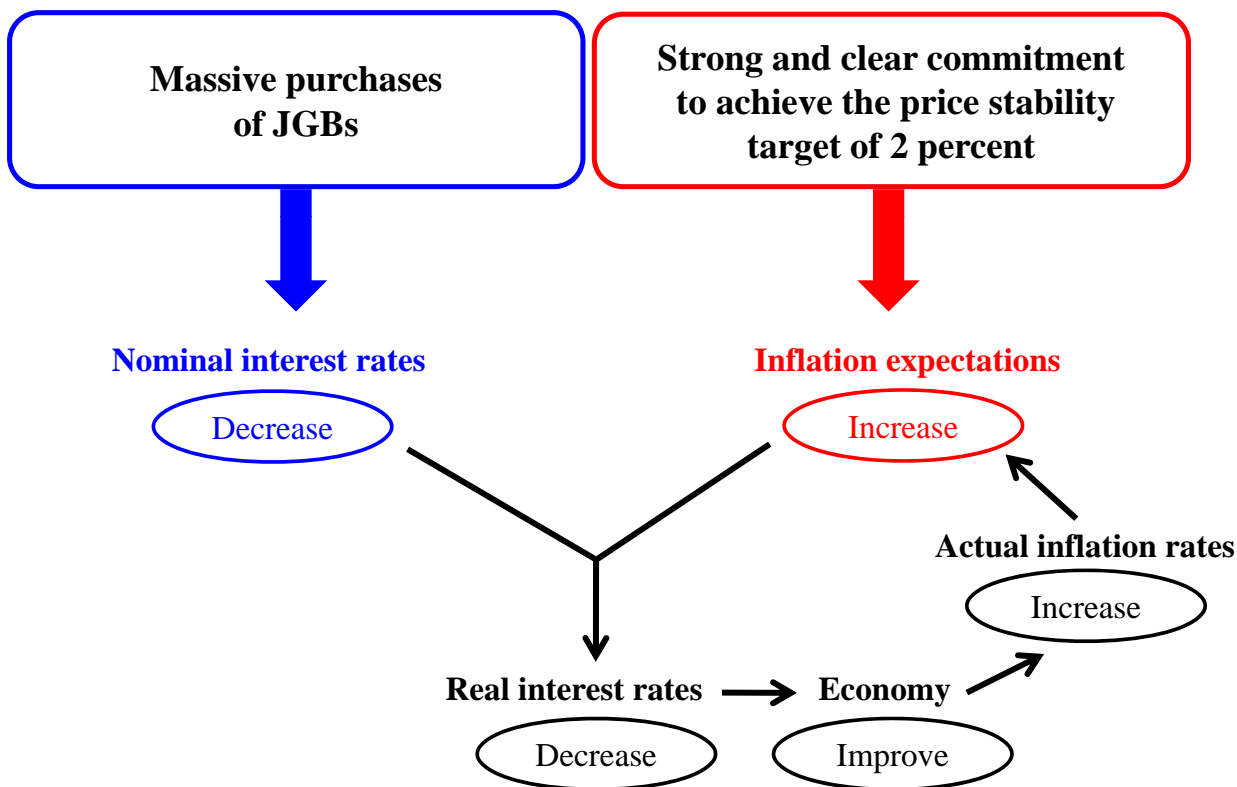 Massive purchases
of JGBs
Strong and clear commitment
to achieve the price stability
target of 2 percent
Nominal interest rates
Decrease
Inflation expectations
Increase
Actual inflation rates
Increase
Real interest rates
Decrease
Economy
Improve